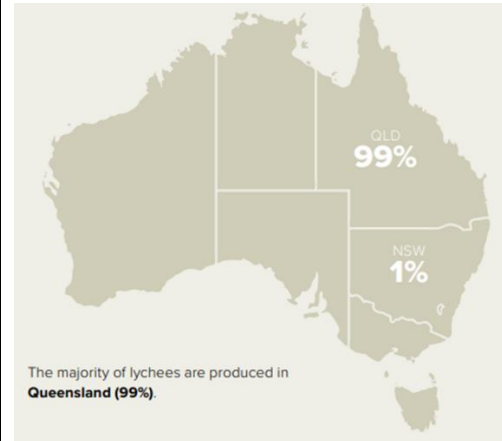 QLD
99%
NSW
1%
The majority of lychees are produced in
Queensland (99%).